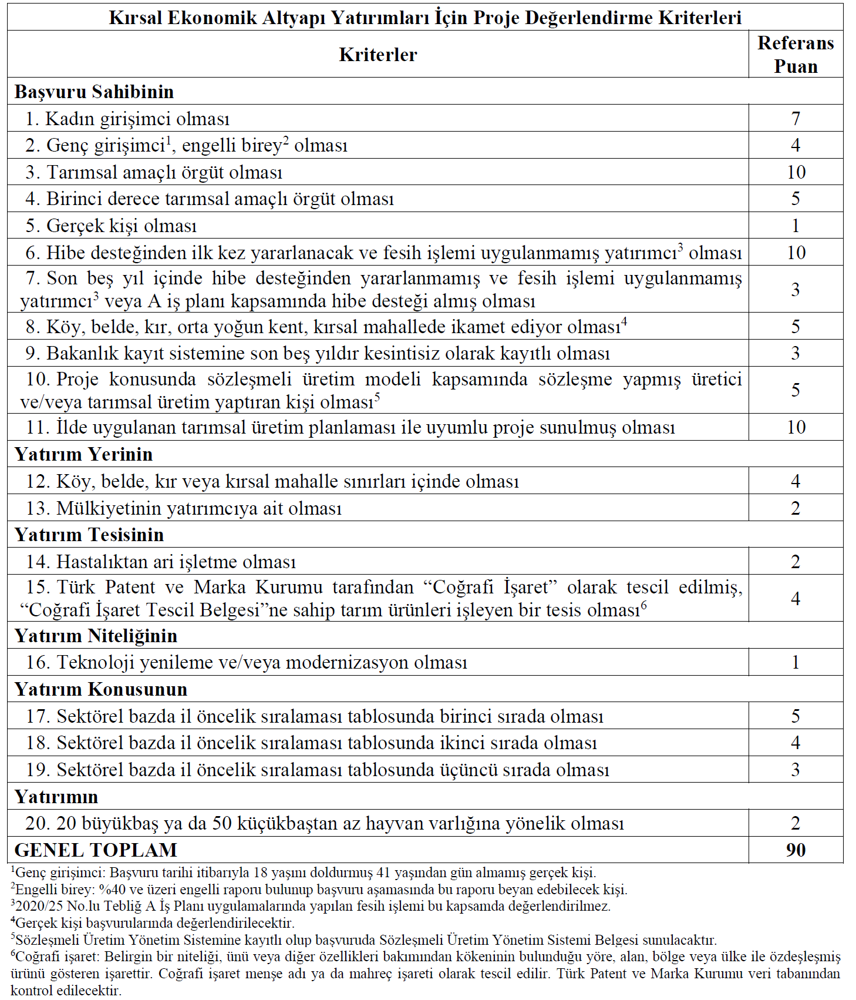 Kırsal Ekonomik Altyapı Yatırımları İçin Proje Değerlendirme Kriterleri
Kriterler
Referans
Puan
Başvuru Sahibinin
1. Kadın girişimci olması
7
2. Genç girişimci¹, engelli birey² olması
4
3. Tarımsal amaçlı örgüt olması
10
4. Birinci derece tarımsal amaçlı örgüt olması
5
5. Gerçek kişi olması
1
6. Hibe desteğinden ilk kez yararlanacak ve fesih işlemi uygulanmamış yatırımcı³ olması
10
7. Son beş yıl içinde hibe desteğinden yararlanmamış ve fesih işlemi uygulanmamış
yatırımcı³ veya A iş planı kapsamında hibe desteği almış olması
3
8. Köy, belde, kır, orta yoğun kent, kırsal mahallede ikamet ediyor olması⁴
5
9. Bakanlık kayıt sistemine son beş yıldır kesintisiz olarak kayıtlı olması
3
10. Proje konusunda sözleşmeli üretim modeli kapsamında sözleşme yapmış üretici
ve/veya tarımsal üretim yaptıran kişi olması⁵
5
11. İlde uygulanan tarımsal üretim planlaması ile uyumlu proje sunulmuş olması
10
Yatırım Yerinin
12. Köy, belde, kır veya kırsal mahalle sınırları içinde olması
4
13. Mülkiyetinin yatırımcıya ait olması
2
Yatırım Tesisinin
14. Hastalıktan ari işletme olması
2
15. Türk Patent ve Marka Kurumu tarafından “Coğrafi İşaret” olarak tescil edilmiş,
“Coğrafi İşaret Tescil Belgesi”ne sahip tarım ürünleri işleyen bir tesis olması⁶
4
Yatırım Niteliğinin
16. Teknoloji yenileme ve/veya modernizasyon olması
1
Yatırım Konusunun
17. Sektörel bazda il öncelik sıralaması tablosunda birinci sırada olması
5
18. Sektörel bazda il öncelik sıralaması tablosunda ikinci sırada olması
4
19. Sektörel bazda il öncelik sıralaması tablosunda üçüncü sırada olması
3
Yatırımın
20. 20 büyükbaş ya da 50 küçükbaştan az hayvan varlığına yönelik olması
2
GENEL TOPLAM
90
¹Genç girişimci: Başvuru tarihi itibarıyla 18 yaşını doldurmuş 41 yaşından gün almamış gerçek kişi.
²Engelli birey: %40 ve üzeri engelli raporu bulunup başvuru aşamasında bu raporu beyan edebilecek kişi.
³2020/25 No.lu Tebliğ A İş Planı uygulamalarında yapılan fesih işlemi bu kapsamda değerlendirilmez.
⁴Gerçek kişi başvurularında değerlendirilecektir.
⁵Sözleşmeli Üretim Yönetim Sistemine kayıtlı olup başvuruda Sözleşmeli Üretim Yönetim Sistemi Belgesi sunulacaktır.
⁶Coğrafi işaret: Belirgin bir niteliği, ünü veya diğer özellikleri bakımından kökeninin bulunduğu yöre, alan, bölge veya ülke ile özdeşleşmiş
ürünü gösteren işarettir. Coğrafi işaret menşe adı ya da mahreç işareti olarak tescil edilir. Türk Patent ve Marka Kurumu veri tabanından
kontrol edilecektir.